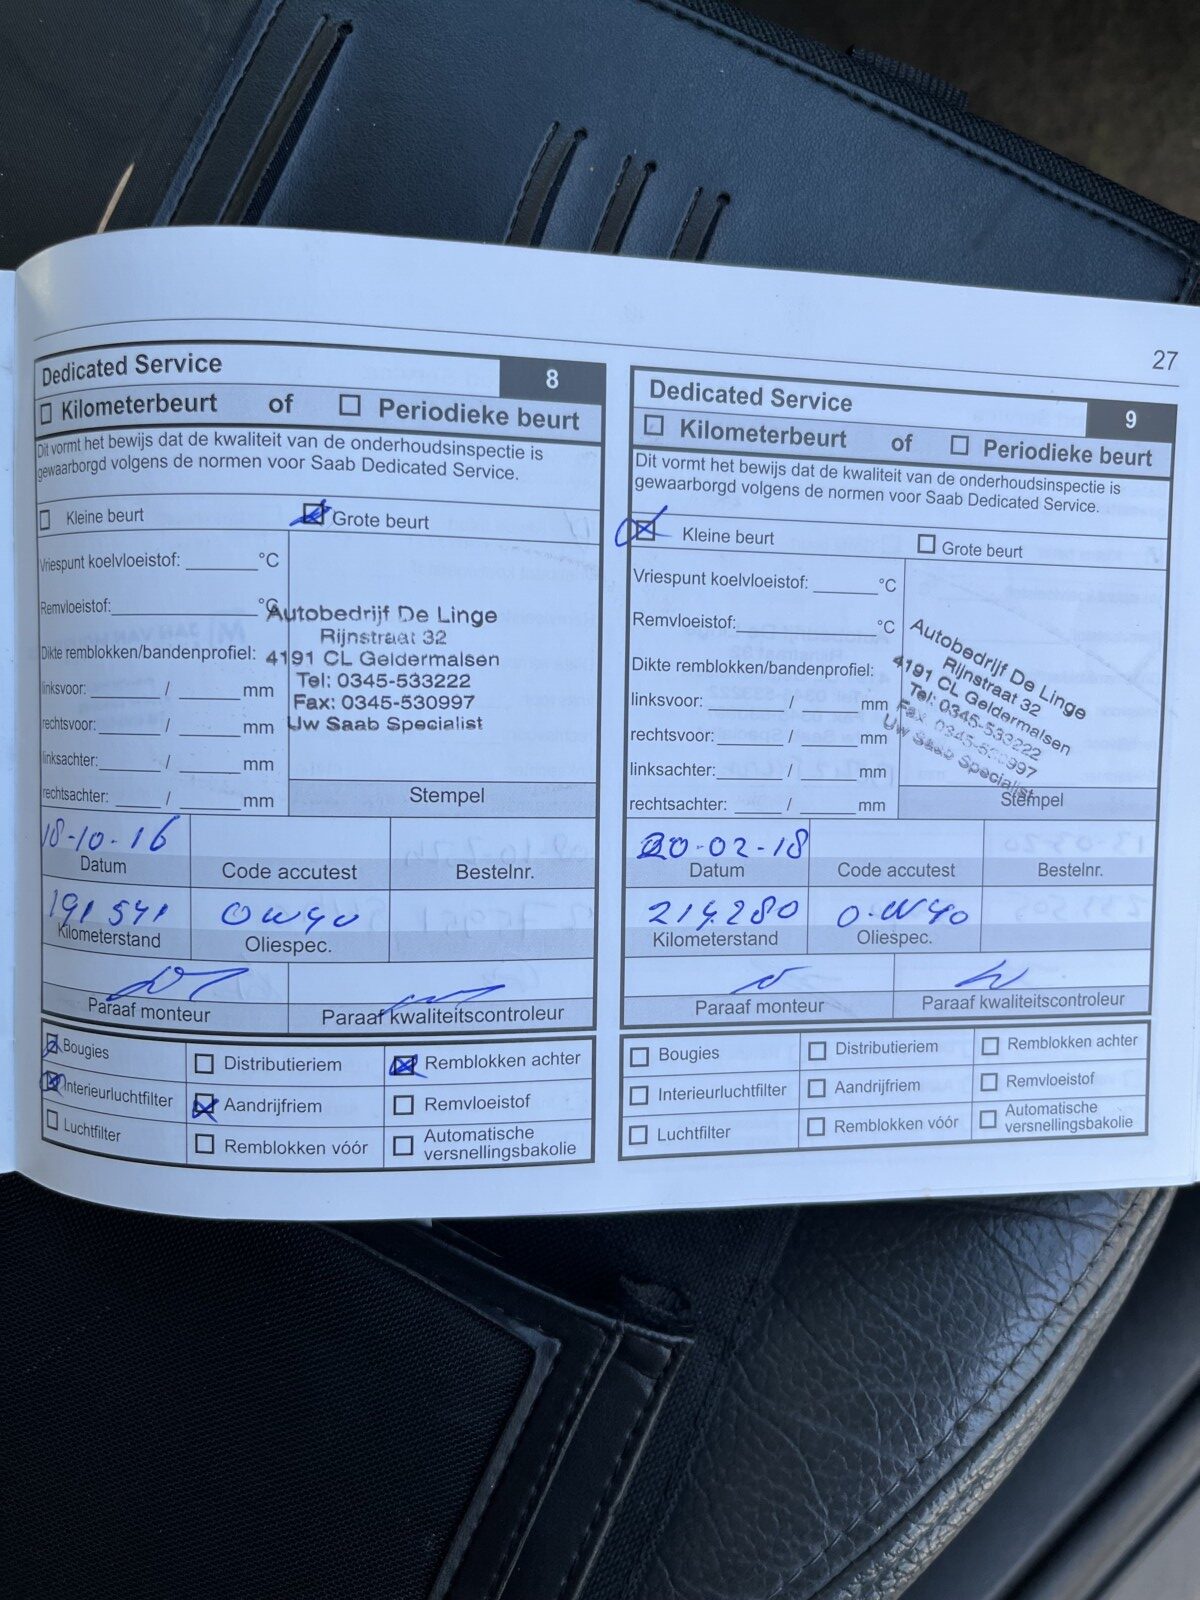 27
Dedicated Service 8
Kilometerbeurt of Periodieke beurt
Dit vormt het bewijs dat de kwaliteit van de onderhoudsinspectie is
gewaarborgd volgens de normen voor Saab Dedicated Service.
Kleine beurt Grote beurt
Vriespunt koelvloeistof: °C
Remvloeistof: °C
Dikte remblokken/bandenprofiel:
linksvoor: / mm
rechtsvoor: / mm
linksachter: / mm
rechtsachter: / mm
Autobedrijf De Linge
Rijnstraat 32
4191 CL Geldermalsen
Tel: 0345-533222
Fax: 0345-530997
Uw Saab Specialist
Stempel
18-10-16
Datum Code accutest Bestelnr.
191541 0W40
Kilometerstand Oliespec.
Paraaf monteur Paraaf kwaliteitscontroleur
Bougies Distributieriem Remblokken achter
Interieurluchtfilter Aandrijfriem Remvloeistof
Luchtfilter Remblokken vóór Automatische
versnellingsbakolie
Dedicated Service 9
Kilometerbeurt of Periodieke beurt
Dit vormt het bewijs dat de kwaliteit van de onderhoudsinspectie is
gewaarborgd volgens de normen voor Saab Dedicated Service.
Kleine beurt Grote beurt
Vriespunt koelvloeistof: °C
Remvloeistof: °C
Dikte remblokken/bandenprofiel:
linksvoor: / mm
rechtsvoor: / mm
linksachter: / mm
rechtsachter: / mm
Autobedrijf De Linge
Rijnstraat 32
4191 CL Geldermalsen
Tel: 0345-533222
Fax: 0345-530997
Uw Saab Specialist
Stempel
20-02-18
Datum Code accutest Bestelnr.
214.280 0.W40
Kilometerstand Oliespec.
Paraaf monteur Paraaf kwaliteitscontroleur
Bougies Distributieriem Remblokken achter
Interieurluchtfilter Aandrijfriem Remvloeistof
Luchtfilter Remblokken vóór Automatische
versnellingsbakolie